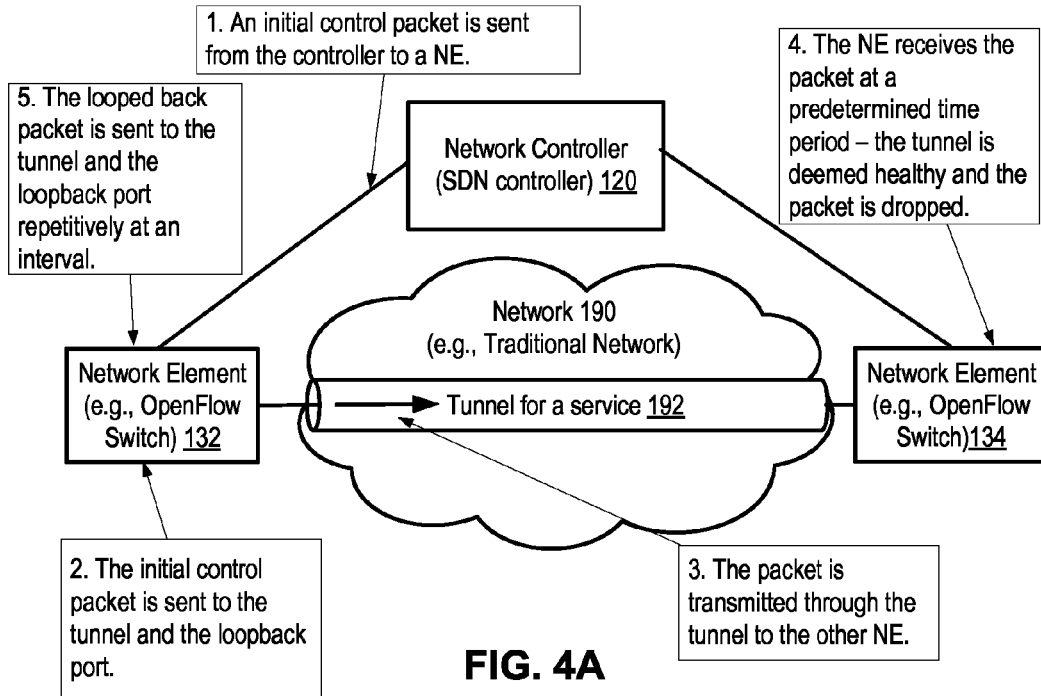 1. An initial control packet is sent
from the controller to a NE.
4. The NE receives the
packet at a
predetermined time
period – the tunnel is
deemed healthy and the
packet is dropped.
5. The looped back
packet is sent to the
tunnel and the
loopback port
repetitively at an
interval.
Network Controller
(SDN controller) 120
Network 190
(e.g., Traditional Network)
Network Element
(e.g., OpenFlow
Switch) 132
Tunnel for a service 192
Network Element
(e.g., OpenFlow
Switch)134
2. The initial control
packet is sent to the
tunnel and the loopback
port.
3. The packet is
transmitted through the
tunnel to the other NE.
FIG. 4A